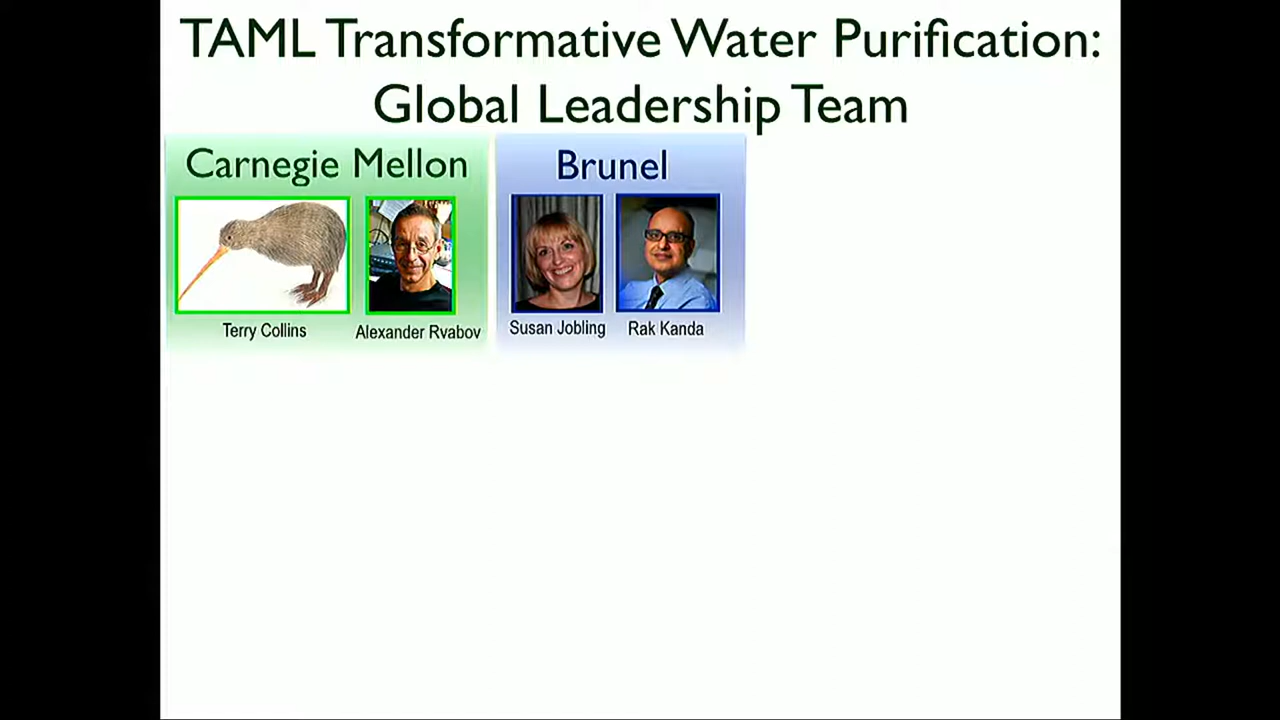 TAML Transformative Water Purification:
Global Leadership Team
Carnegie Mellon
Brunel
Terry Collins
Alexander Rvabov
Susan Jobling
Rak Kanda